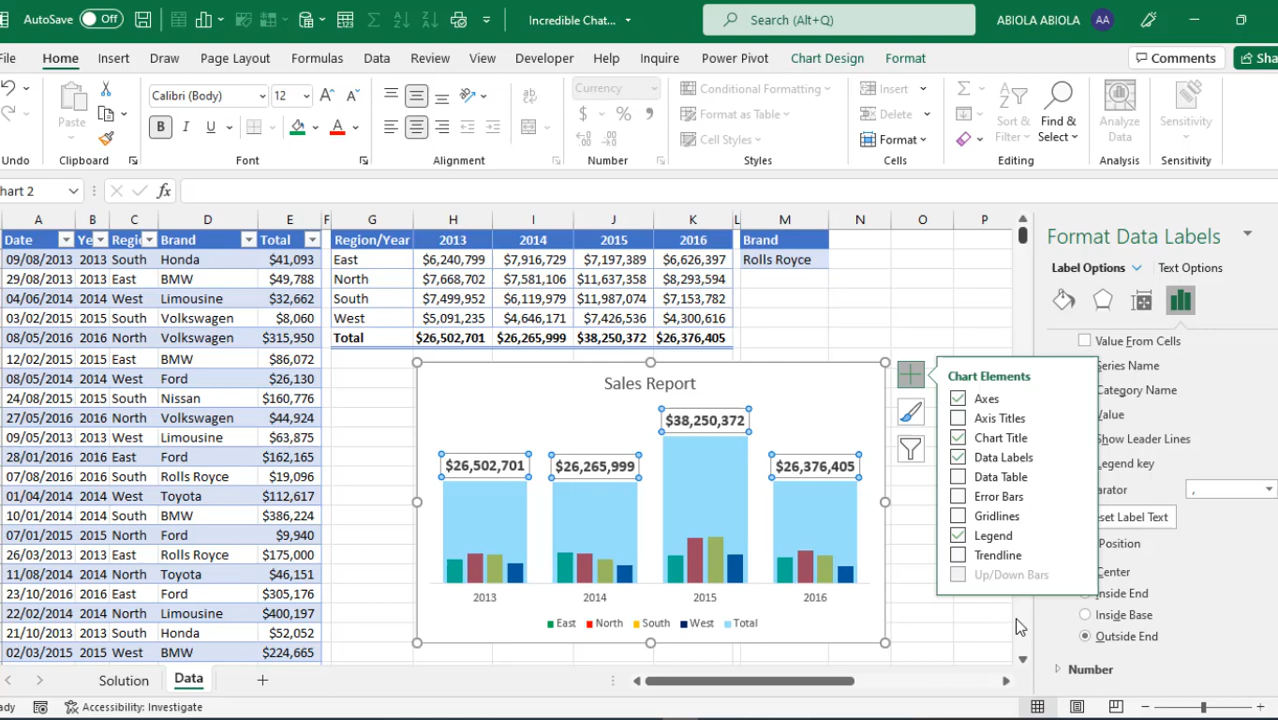 AutoSave Off Incredible Chat... Search (Alt+Q) ABIOLA ABIOLA AA
File Home Insert Draw Page Layout Formulas Data Review View Developer Help Inquire Power Pivot Chart Design Format Comments Sha
Calibri (Body) 12 Currency Conditional Formatting Insert
Paste B I U $ % Format as Table Delete Sort & Find & Analyze Sensitivity
Cell Styles Format Filter Select Data
Undo Clipboard Font Alignment Number Styles Cells Editing Analysis Sensitivity
hart 2 fx
A B C D E F G H I J K L M N O P
Date Ye Regi Brand Total Region/Year 2013 2014 2015 2016 Brand
09/08/2013 2013 South Honda $41,093 East $6,240,799 $7,916,729 $7,197,389 $6,626,397 Rolls Royce
29/08/2013 2013 East BMW $49,788 North $7,668,702 $7,581,106 $11,637,358 $8,293,594
04/06/2014 2014 West Limousine $32,662 South $7,499,952 $6,119,979 $11,987,074 $7,153,782
03/02/2015 2015 South Volkswagen $8,060 West $5,091,235 $4,646,171 $7,426,536 $4,300,616
08/05/2016 2016 North Volkswagen $315,950 Total $26,502,701 $26,265,999 $38,250,372 $26,376,405
12/02/2015 2015 East BMW $86,072
08/05/2014 2014 West Ford $26,130
24/08/2015 2015 South Nissan $160,776
27/05/2016 2016 North Volkswagen $44,924
09/05/2013 2013 West Limousine $63,875
28/06/2013 2013 East Ford $162,165
07/08/2016 2016 South Rolls Royce $19,096
01/04/2014 2014 West Toyota $112,617
10/01/2014 2014 South BMW $386,224
07/01/2015 2015 North Ford $9,940
26/03/2013 2013 East Rolls Royce $175,000
11/08/2014 2014 North Toyota $46,151
23/10/2016 2016 East Ford $305,176
22/02/2014 2014 North Limousine $400,197
21/10/2013 2013 South Honda $52,052
02/03/2015 2015 West BMW $224,665
Sales Report
$38,250,372
$26,502,701 $26,265,999 $26,376,405
2013 2014 2015 2016
East North South West Total
Chart Elements
Axes
Axis Titles
Chart Title
Data Labels
Data Table
Error Bars
Gridlines
Legend
Trendline
Up/Down Bars
Format Data Labels
Label Options Text Options
Value From Cells
Series Name
Category Name
Value
Show Leader Lines
Legend key
arator ,
eset Label Text
Position
Center
Inside End
Inside Base
Outside End
Number
Solution Data
ady Accessibility: Investigate